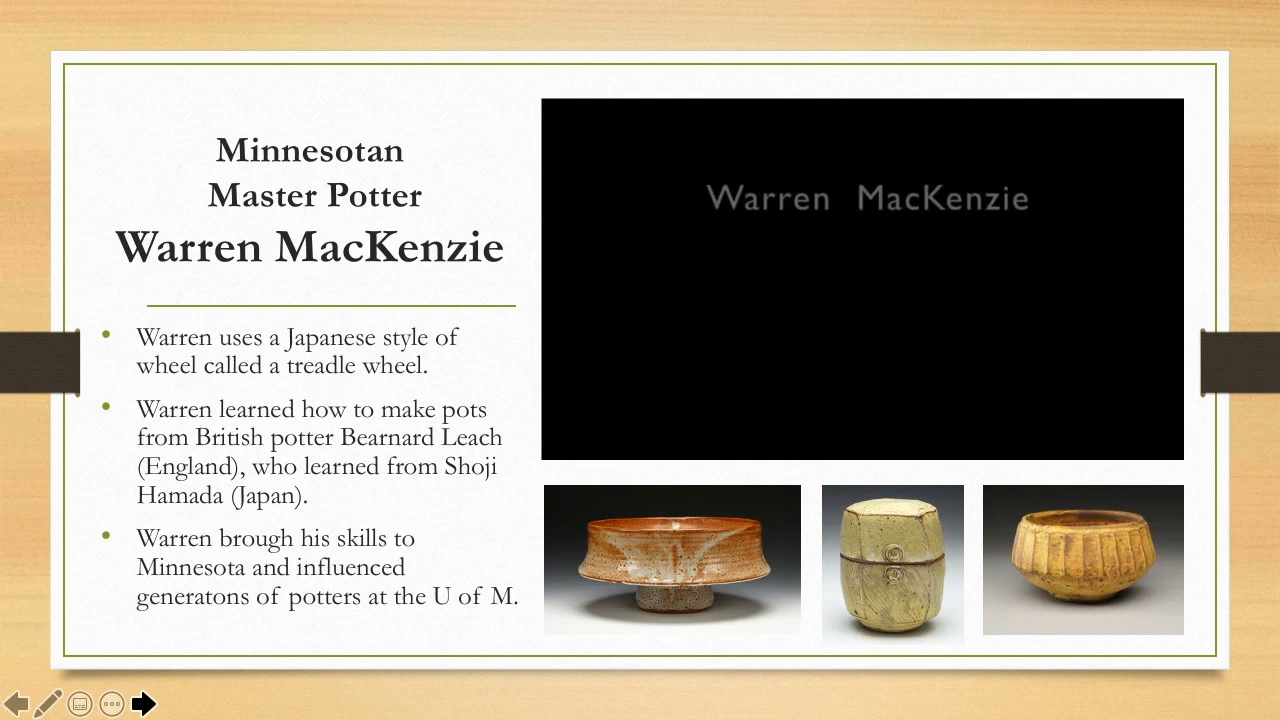 Minnesotan
Master Potter
Warren MacKenzie
• Warren uses a Japanese style of
wheel called a treadle wheel.
• Warren learned how to make pots
from British potter Bearnard Leach
(England), who learned from Shoji
Hamada (Japan).
• Warren brough his skills to
Minnesota and influenced
generatons of potters at the U of M.
Warren MacKenzie